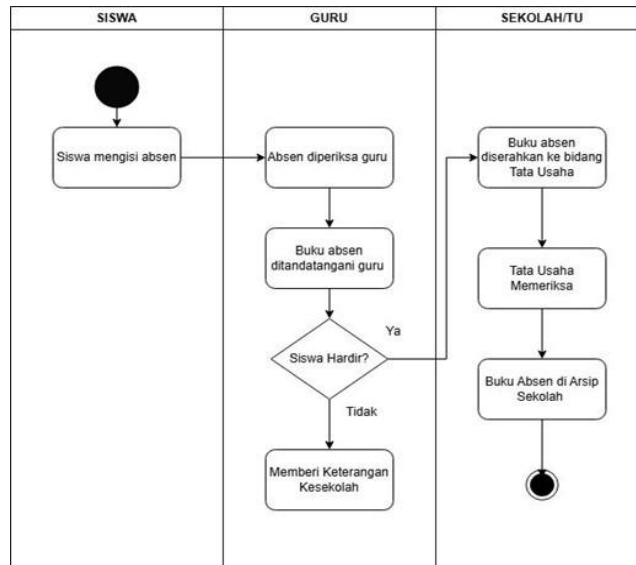 SISWA
GURU
SEKOLAH/TU
Siswa mengisi absen
Absen diperiksa guru
Buku absen
ditandatangani guru
Siswa Hardir?
Ya
Tidak
Memberi Keterangan
Kesekolah
Buku absen
diserahkan ke bidang
Tata Usaha
Tata Usaha
Memeriksa
Buku Absen di Arsip
Sekolah